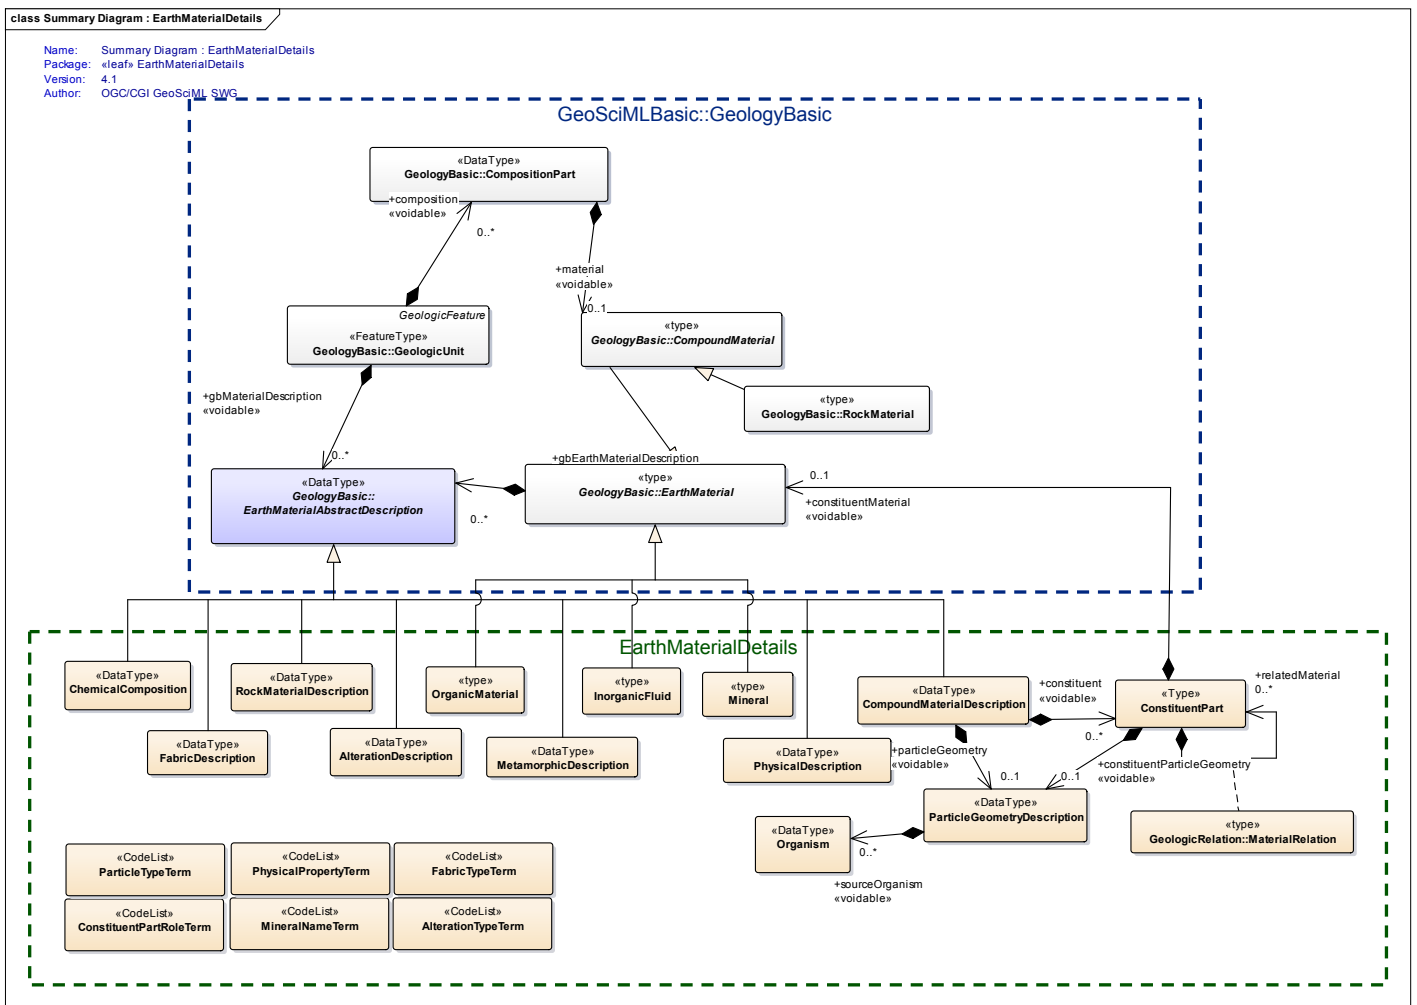 class Summary Diagram : EarthMaterialDetails
Name: Summary Diagram : EarthMaterialDetails
Package: «leaf» EarthMaterialDetails
Version: 4.1
Author: OGC/CGI GeoSciML SWG
GeoSciMLBasic::GeologyBasic
«DataType»
GeologyBasic::CompositionPart
+composition
«voidable»
0..*
+material
«voidable»
0..1
GeologicFeature
«FeatureType»
GeologyBasic::GeologicUnit
«type»
GeologyBasic::CompoundMaterial
«type»
GeologyBasic::RockMaterial
+gbMaterialDescription
«voidable»
0..*
+gbEarthMaterialDescription
«DataType»
GeologyBasic::
EarthMaterialAbstractDescription
0..*
«type»
GeologyBasic::EarthMaterial
0..1
+constituentMaterial
«voidable»
EarthMaterialDetails
«DataType»
ChemicalComposition
«DataType»
RockMaterialDescription
«type»
OrganicMaterial
«type»
InorganicFluid
«type»
Mineral
«DataType»
CompoundMaterialDescription
+constituent
«voidable»
0..*
«Type»
ConstituentPart
+relatedMaterial
0..*
«DataType»
FabricDescription
«DataType»
AlterationDescription
«DataType»
MetamorphicDescription
«DataType»
PhysicalDescription
+particleGeometry
«voidable»
0..1
0..1
+constituentParticleGeometry
«voidable»
«DataType»
ParticleGeometryDescription
«type»
GeologicRelation::MaterialRelation
«DataType»
Organism
0..*
+sourceOrganism
«voidable»
«CodeList»
ParticleTypeTerm
«CodeList»
PhysicalPropertyTerm
«CodeList»
FabricTypeTerm
«CodeList»
ConstituentPartRoleTerm
«CodeList»
MineralNameTerm
«CodeList»
AlterationTypeTerm